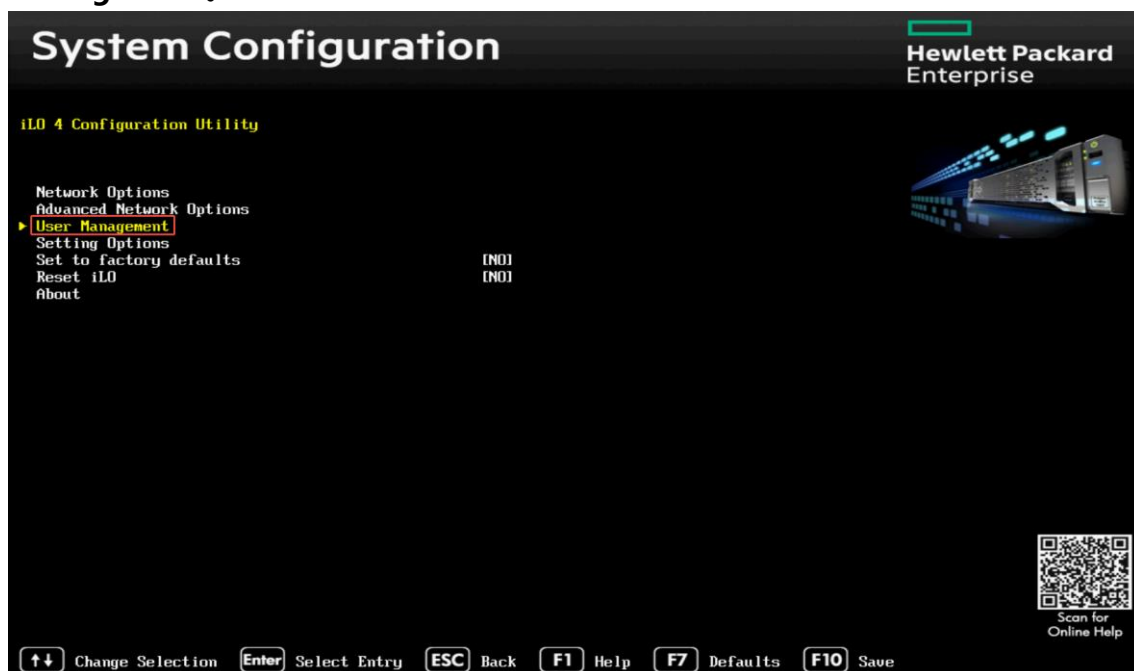 System Configuration
Hewlett Packard
Enterprise
iLO 4 Configuration Utility
Network Options
Advanced Network Options
User Management
Setting Options
Set to factory defaults [NO]
Reset iLO [NO]
About
Scan for
Online Help
↑↓ Change Selection Enter Select Entry ESC Back F1 Help F7 Defaults F10 Save